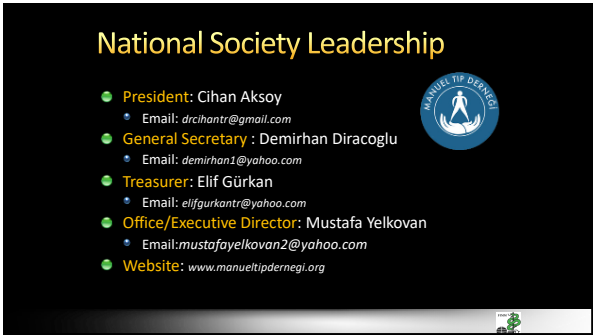 National Society Leadership
President: Cihan Aksoy
Email: drcihantr@gmail.com
General Secretary : Demirhan Diracoglu
Email: demirhan1@yahoo.com
Treasurer: Elif Gürkan
Email: elifgurkantr@yahoo.com
Office/Executive Director: Mustafa Yelkovan
Email:mustafayelkovan2@yahoo.com
Website: www.manueltipdernegi.org
MANUEL TIP DERNEĞİ